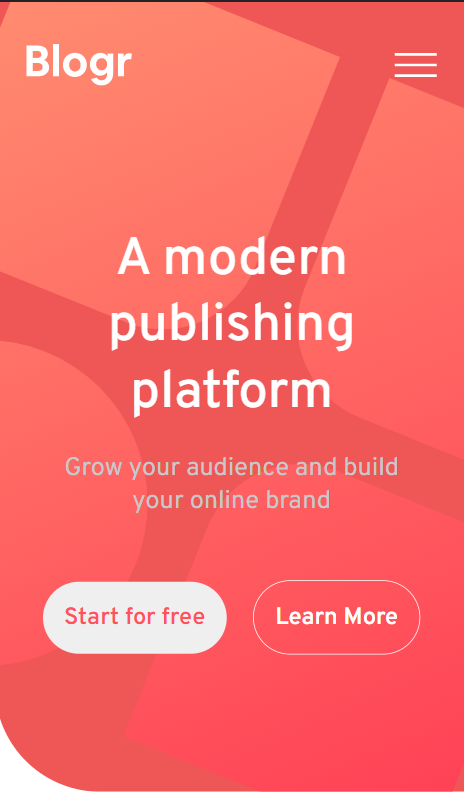 Blogr
A modern
publishing
platform
Grow your audience and build
your online brand
Start for free
Learn More